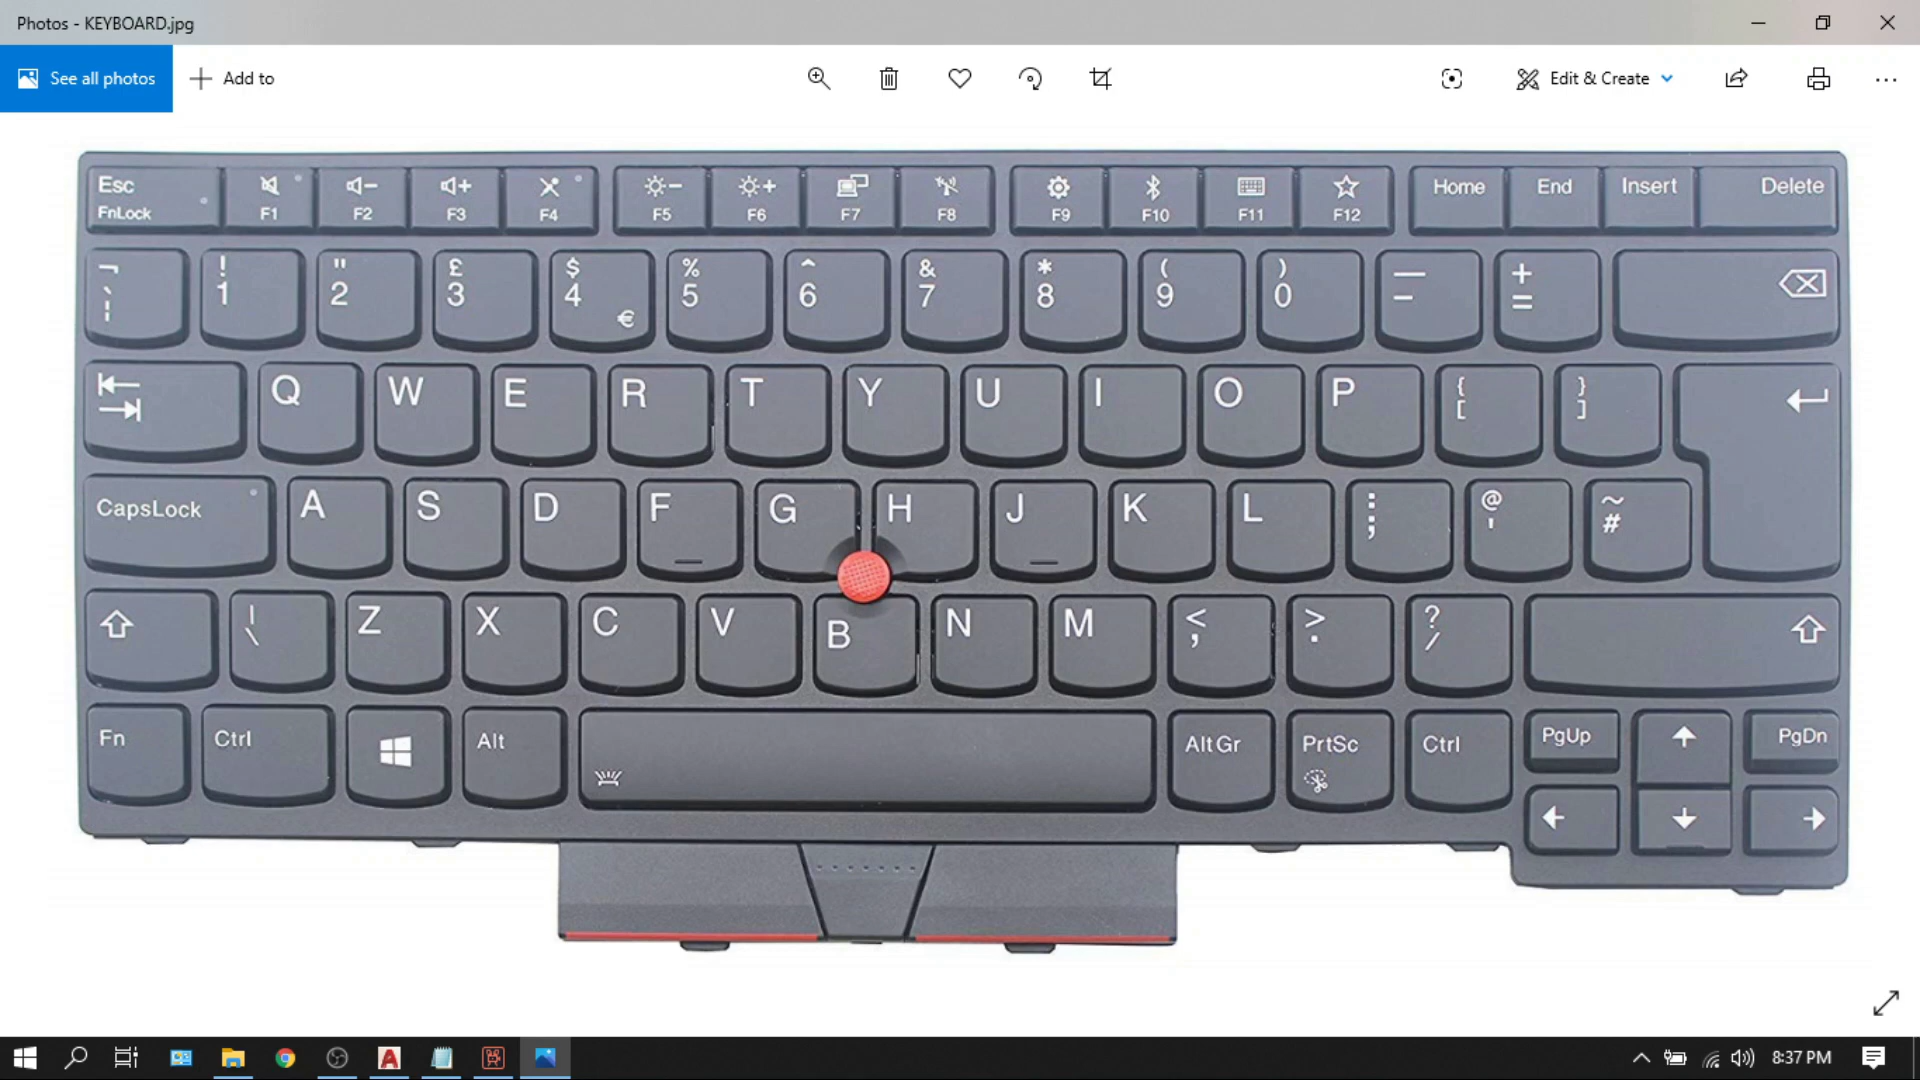 Photos - KEYBOARD.jpg
See all photos
Add to
Edit & Create
Esc
FnLock
F1 F2 F3 F4 F5 F6 F7 F8 F9 F10 F11 F12
Home End Insert Delete
¬ ! " £ $ % ^ & * ( ) — +
` ¦ 1 2 3 4 € 5 6 7 8 9 0 - =
Q W E R T Y U I O P { [ } ]
CapsLock A S D F G H J K L : ; @ ' ~ #
| \ Z X C V B N M < , > . ? /
Fn Ctrl Alt Alt Gr PrtSc Ctrl PgUp PgDn
8:37 PM